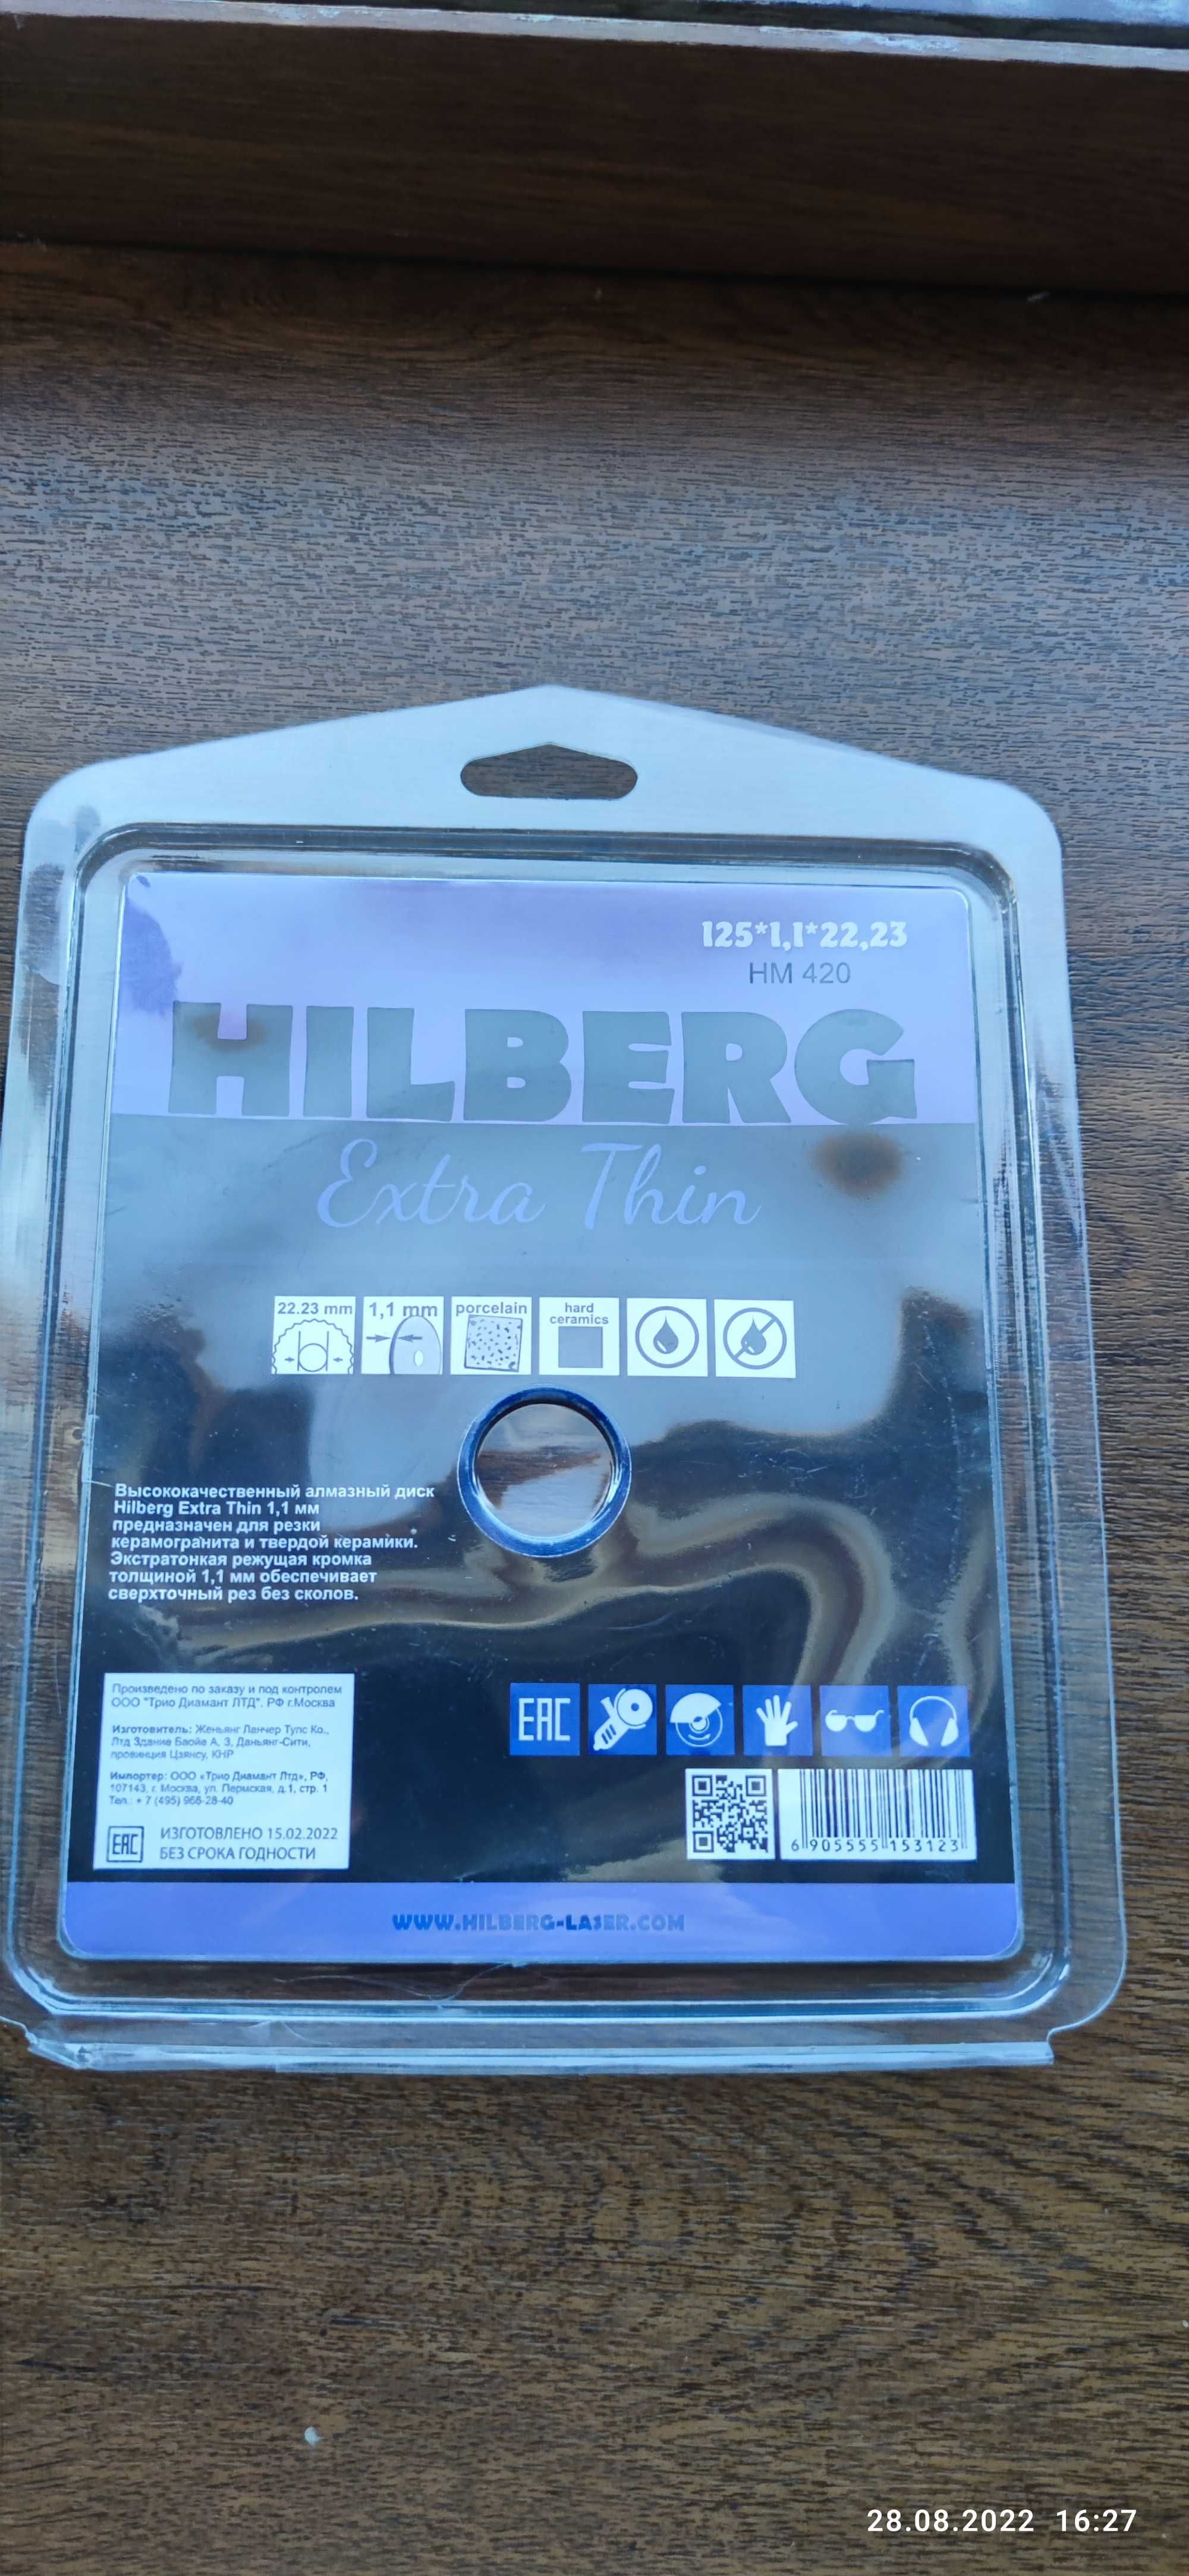 125*1,1*22,23
HM 420
HILBERG
Extra Thin
22.23 mm
1,1 mm
porcelain
hard
ceramics
Высококачественный алмазный диск
Hilberg Extra Thin 1,1 мм
предназначен для резки
керамогранита и твердой керамики.
Экстратонкая режущая кромка
толщиной 1,1 мм обеспечивает
сверхточный рез без сколов.
Произведено по заказу и под контролем
ООО "Трио Диамант ЛТД". РФ г.Москва
Изготовитель: Женьянг Ланчер Тулс Ко.,
Лтд Здание Баойе А, 3, Даньянг-Сити,
провинция Цзянсу, КНР
Импортер: ООО «Трио Диамант Лтд», РФ,
107143, г. Москва, ул. Пермская, д.1, стр. 1
Тел.: + 7 (495) 966-28-40
EAC
ИЗГОТОВЛЕНО 15.02.2022
БЕЗ СРОКА ГОДНОСТИ
EAC
6 905555 153123
WWW.HILBERG-LASER.COM
28.08.2022 16:27